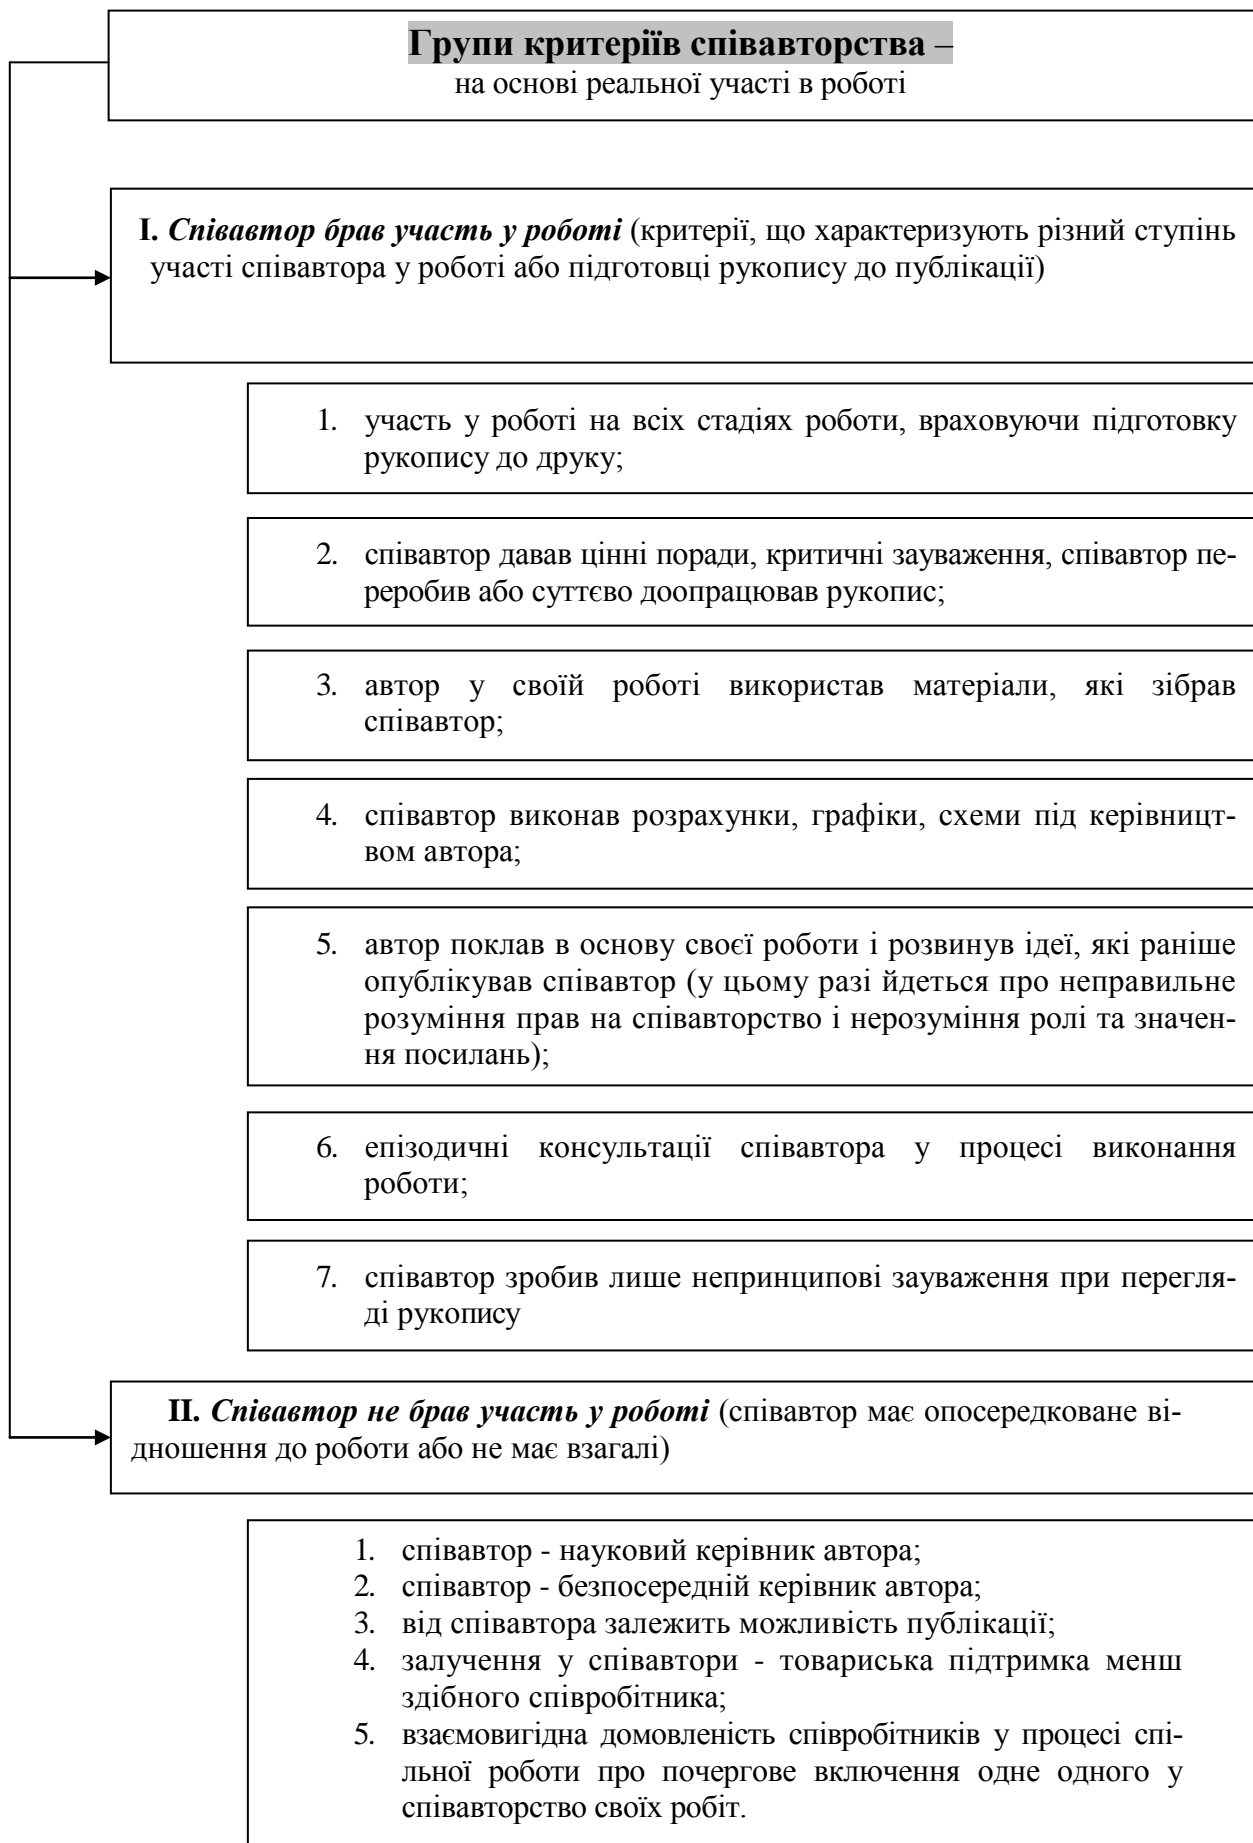 Групи критеріїв співавторства –
на основі реальної участі в роботі
I. Співавтор брав участь у роботі (критерії, що характеризують різний ступінь
участі співавтора у роботі або підготовці рукопису до публікації)
1. участь у роботі на всіх стадіях роботи, враховуючи підготовку
рукопису до друку;
2. співавтор давав цінні поради, критичні зауваження, співавтор пе-
реробив або суттєво доопрацював рукопис;
3. автор у своїй роботі використав матеріали, які зібрав
співавтор;
4. співавтор виконав розрахунки, графіки, схеми під керівницт-
вом автора;
5. автор поклав в основу своєї роботи і розвинув ідеї, які раніше
опублікував співавтор (у цьому разі йдеться про неправильне
розуміння прав на співавторство і нерозуміння ролі та значен-
ня посилань);
6. епізодичні консультації співавтора у процесі виконання
роботи;
7. співавтор зробив лише непринципові зауваження при перегля-
ді рукопису
II. Співавтор не брав участь у роботі (співавтор має опосередковане ві-
дношення до роботи або не має взагалі)
1. співавтор - науковий керівник автора;
2. співавтор - безпосередній керівник автора;
3. від співавтора залежить можливість публікації;
4. залучення у співавтори - товариська підтримка менш
здібного співробітника;
5. взаємовигідна домовленість співробітників у процесі спі-
льної роботи про почергове включення одне одного у
співавторство своїх робіт.